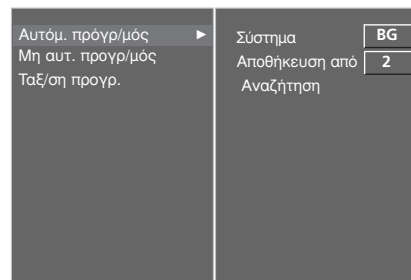 Αυτόμ. πρόγρ/μός ►
Μη αυτ. προγρ/μός
Ταξ/ση προγρ.
Σύστημα BG
Αποθήκευση από 2
Αναζήτηση